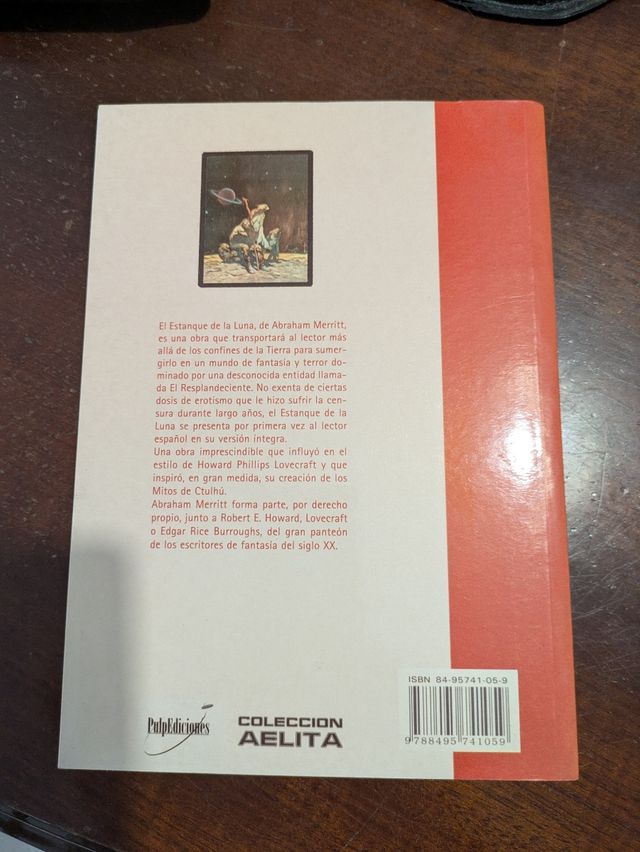 El Estanque de la Luna, de Abraham Merritt,
es una obra que transportará al lector más
allá de los confines de la Tierra para sumer-
girlo en un mundo de fantasía y terror do-
minado por una desconocida entidad llama-
da El Resplandeciente. No exenta de ciertas
dosis de erotismo que le hizo sufrir la cen-
sura durante largo años, el Estanque de la
Luna se presenta por primera vez al lector
español en su versión íntegra.
Una obra imprescindible que influyó en el
estilo de Howard Phillips Lovecraft y que
inspiró, en gran medida, su creación de los
Mitos de Ctulhú.
Abraham Merritt forma parte, por derecho
propio, junto a Robert E. Howard, Lovecraft
o Edgar Rice Burroughs, del gran panteón
de los escritores de fantasía del siglo XX.
PulpEdiciones
COLECCION
AELITA
ISBN 84-95741-05-9
9788495741059